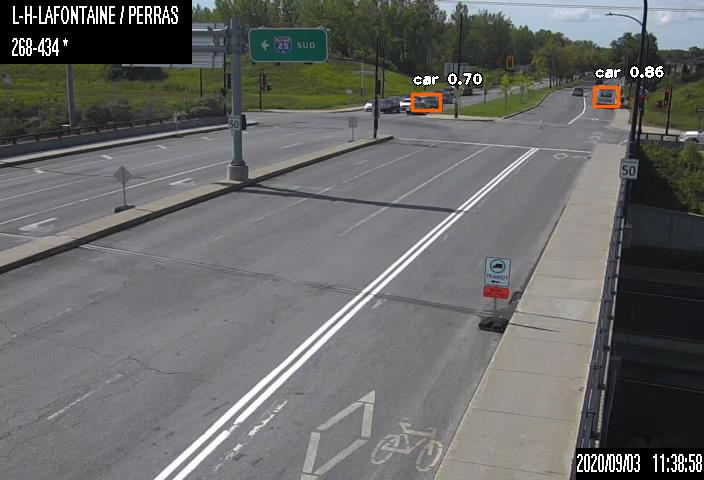 L-H-LAFONTAINE / PERRAS
268-434 *
25 SUD
car 0.70
car 0.86
50
50
TRANSIT
2020/09/03 11:38:58